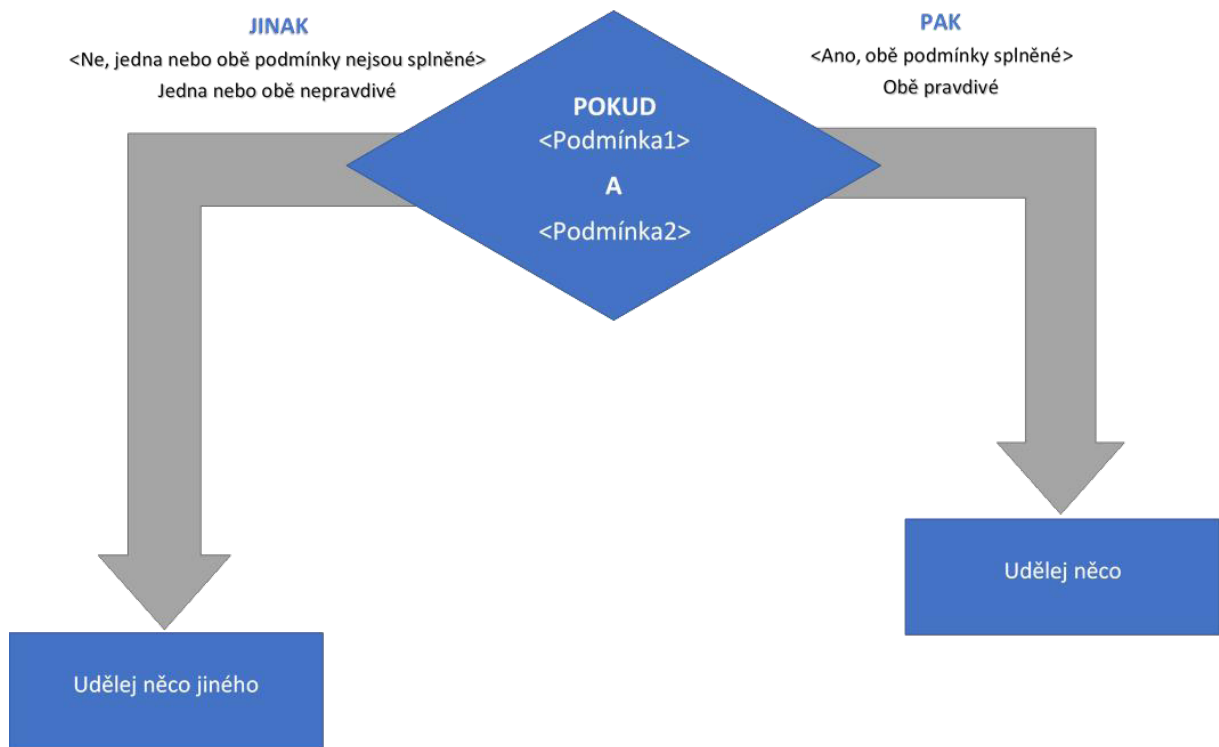 JINAK
<Ne, jedna nebo obě podmínky nejsou splněné>
Jedna nebo obě nepravdivé
POKUD
<Podmínka1>
A
<Podmínka2>
PAK
<Ano, obě podmínky splněné>
Obě pravdivé
Udělej něco
Udělej něco jiného